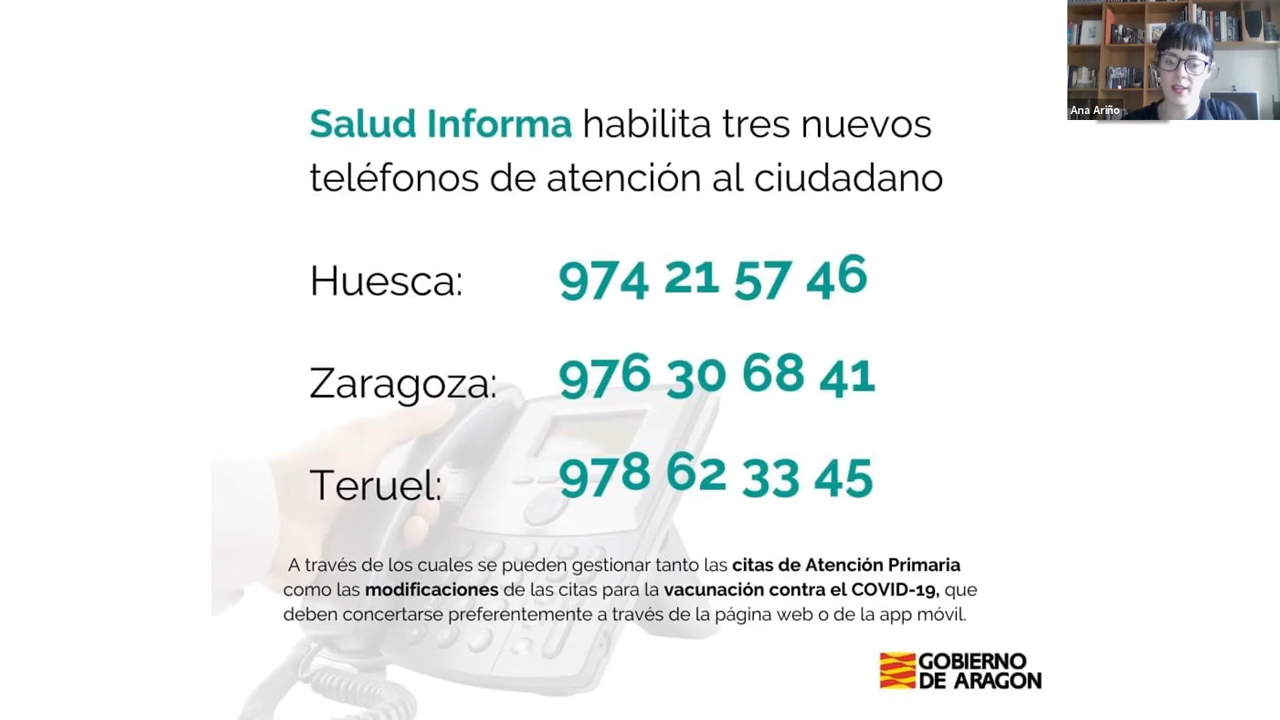 Ana Ariño
Salud Informa habilita tres nuevos
teléfonos de atención al ciudadano
Huesca: 974 21 57 46
Zaragoza: 976 30 68 41
Teruel: 978 62 33 45
A través de los cuales se pueden gestionar tanto las citas de Atención Primaria
como las modificaciones de las citas para la vacunación contra el COVID-19, que
deben concertarse preferentemente a través de la página web o de la app móvil.
GOBIERNO
DE ARAGON